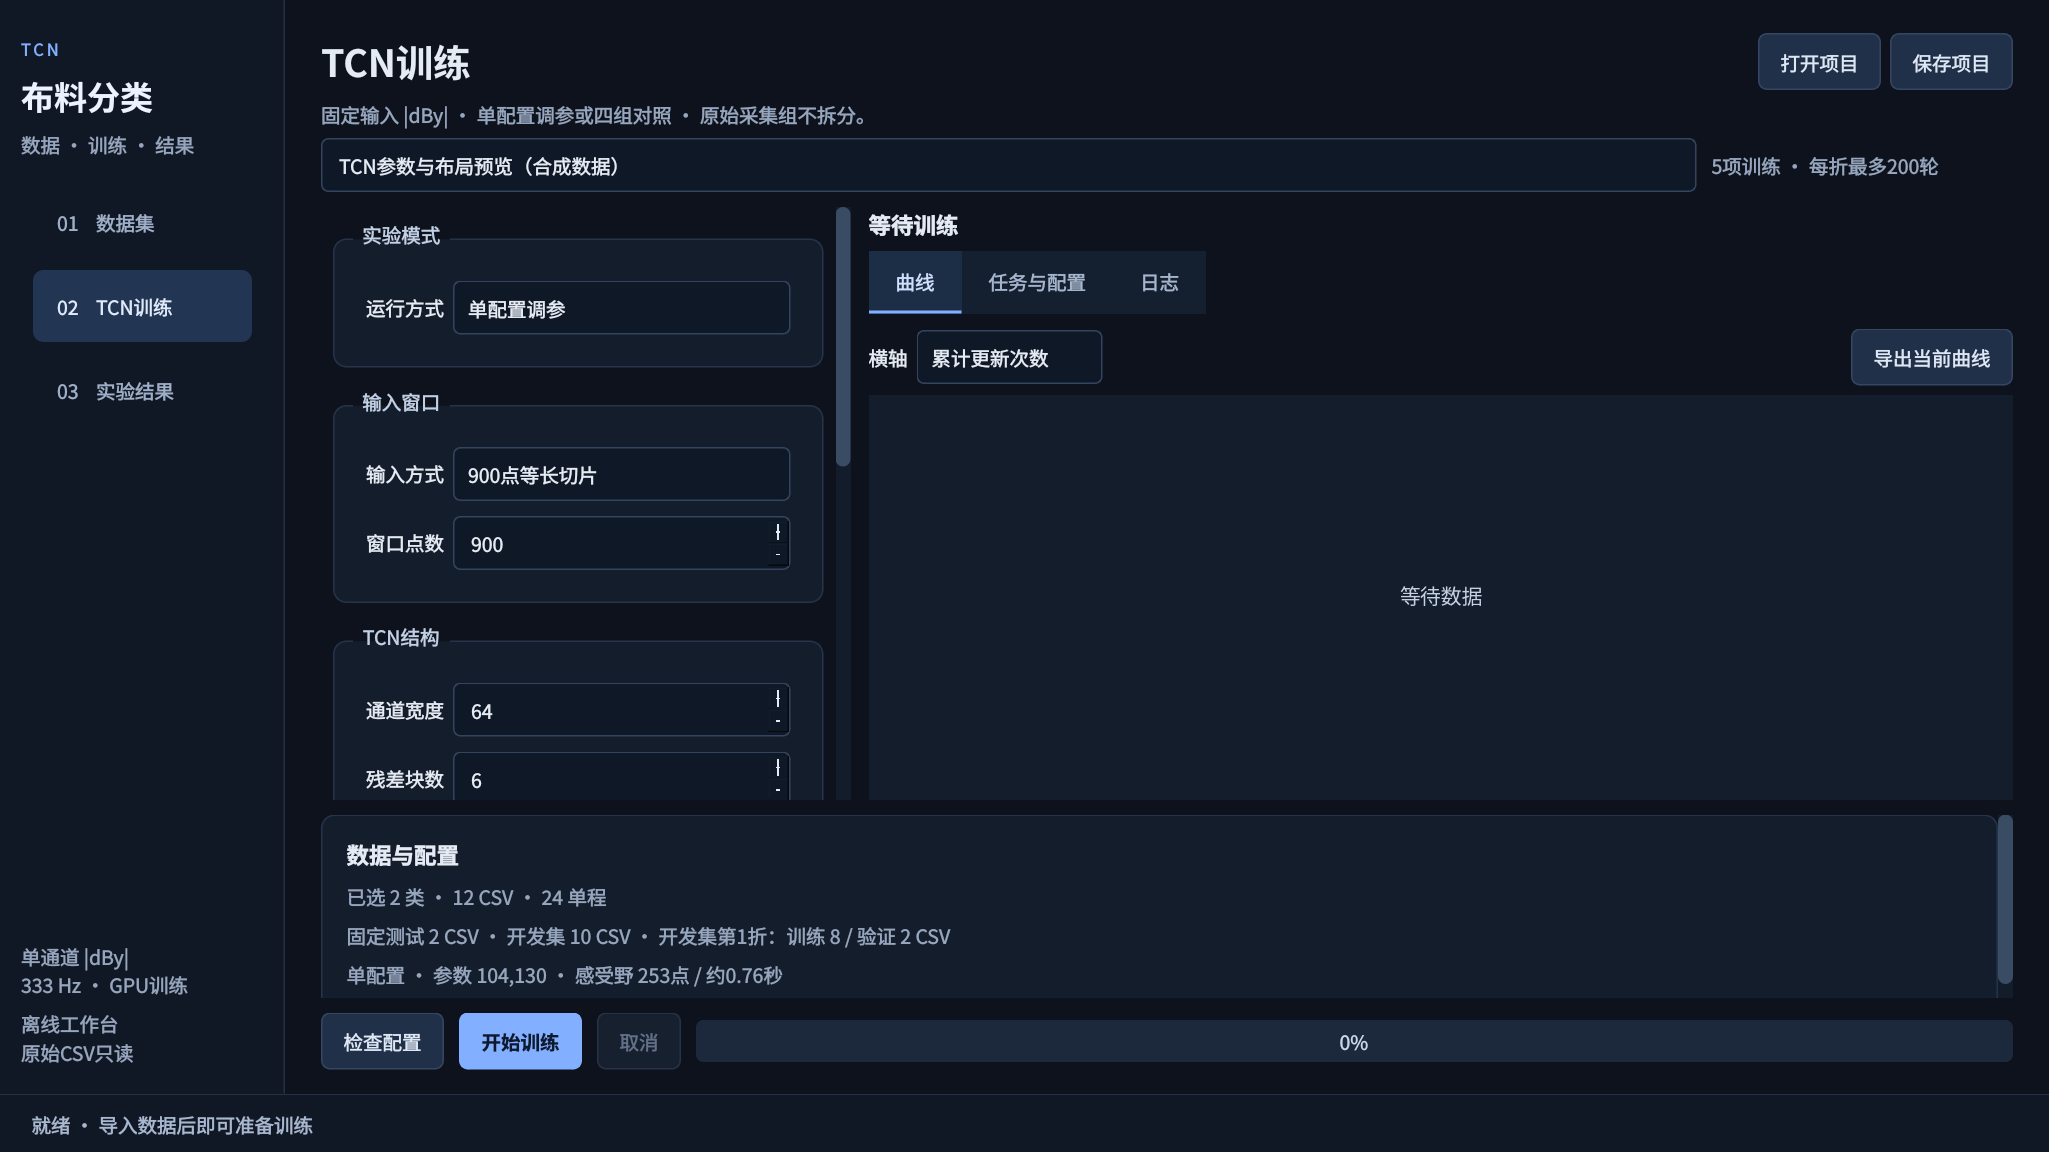 TCN
布料分类
数据 • 训练 • 结果
01 数据集
02 TCN训练
03 实验结果
单通道 |dBy|
333 Hz • GPU训练
离线工作台
原始CSV只读
TCN训练
固定输入 |dBy| • 单配置调参或四组对照 • 原始采集组不拆分。
打开项目
保存项目
TCN参数与布局预览（合成数据）
5项训练 • 每折最多200轮
实验模式
运行方式 单配置调参
输入窗口
输入方式 900点等长切片
窗口点数 900
TCN结构
通道宽度 64
残差块数 6
等待训练
曲线 任务与配置 日志
横轴 累计更新次数
导出当前曲线
等待数据
数据与配置
已选 2 类 • 12 CSV • 24 单程
固定测试 2 CSV • 开发集 10 CSV • 开发集第1折：训练 8 / 验证 2 CSV
单配置 • 参数 104,130 • 感受野 253点 / 约0.76秒
检查配置 开始训练 取消 0%
就绪 • 导入数据后即可准备训练